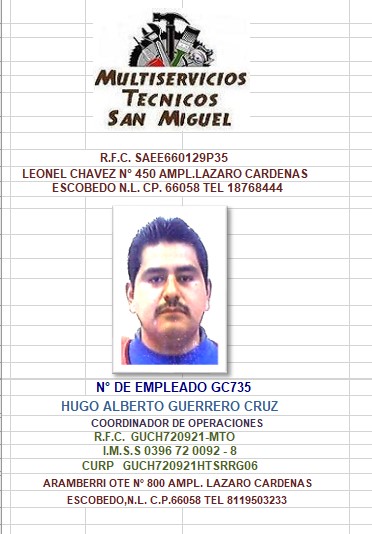 MULTISERVICIOS
TECNICOS
SAN MIGUEL
R.F.C. SAEE660129P35
LEONEL CHAVEZ N° 450 AMPL.LAZARO CARDENAS
ESCOBEDO N.L. CP. 66058 TEL 18768444
N° DE EMPLEADO GC735
HUGO ALBERTO GUERRERO CRUZ
COORDINADOR DE OPERACIONES
R.F.C. GUCH720921-MTO
I.M.S.S 0396 72 0092 - 8
CURP GUCH720921HTSRRG06
ARAMBERRI OTE N° 800 AMPL. LAZARO CARDENAS
ESCOBEDO,N.L. C.P.66058 TEL 8119503233